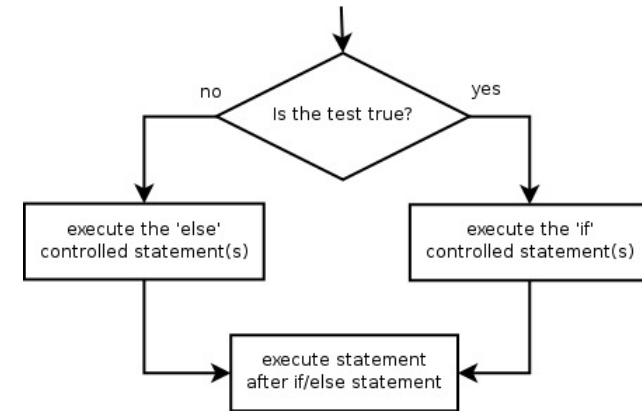 no
yes
Is the test true?
execute the 'else'
controlled statement(s)
execute the 'if'
controlled statement(s)
execute statement
after if/else statement